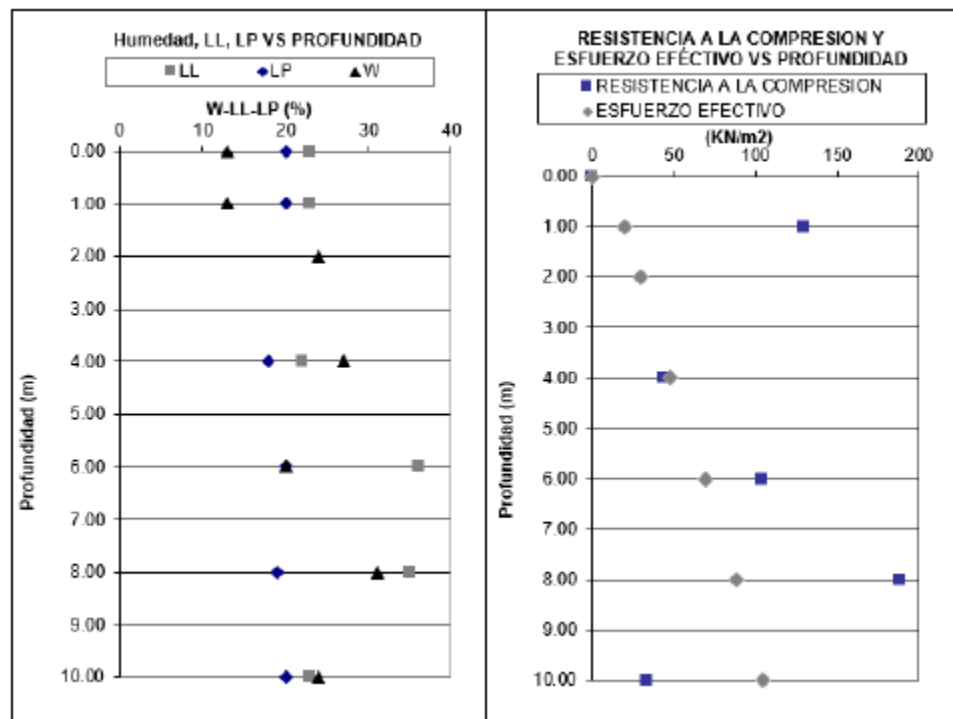 Humedad, LL, LP VS PROFUNDIDAD
LL LP W
W-LL-LP (%)
0 10 20 30 40
0.00
1.00
2.00
3.00
4.00
5.00
6.00
7.00
8.00
9.00
10.00
Profundidad (m)
RESISTENCIA A LA COMPRESION Y
ESFUERZO EFÉCTIVO VS PROFUNDIDAD
RESISTENCIA A LA COMPRESION
ESFUERZO EFECTIVO
(KN/m2)
0 50 100 150 200
0.00
1.00
2.00
3.00
4.00
5.00
6.00
7.00
8.00
9.00
10.00
Profundidad (m)